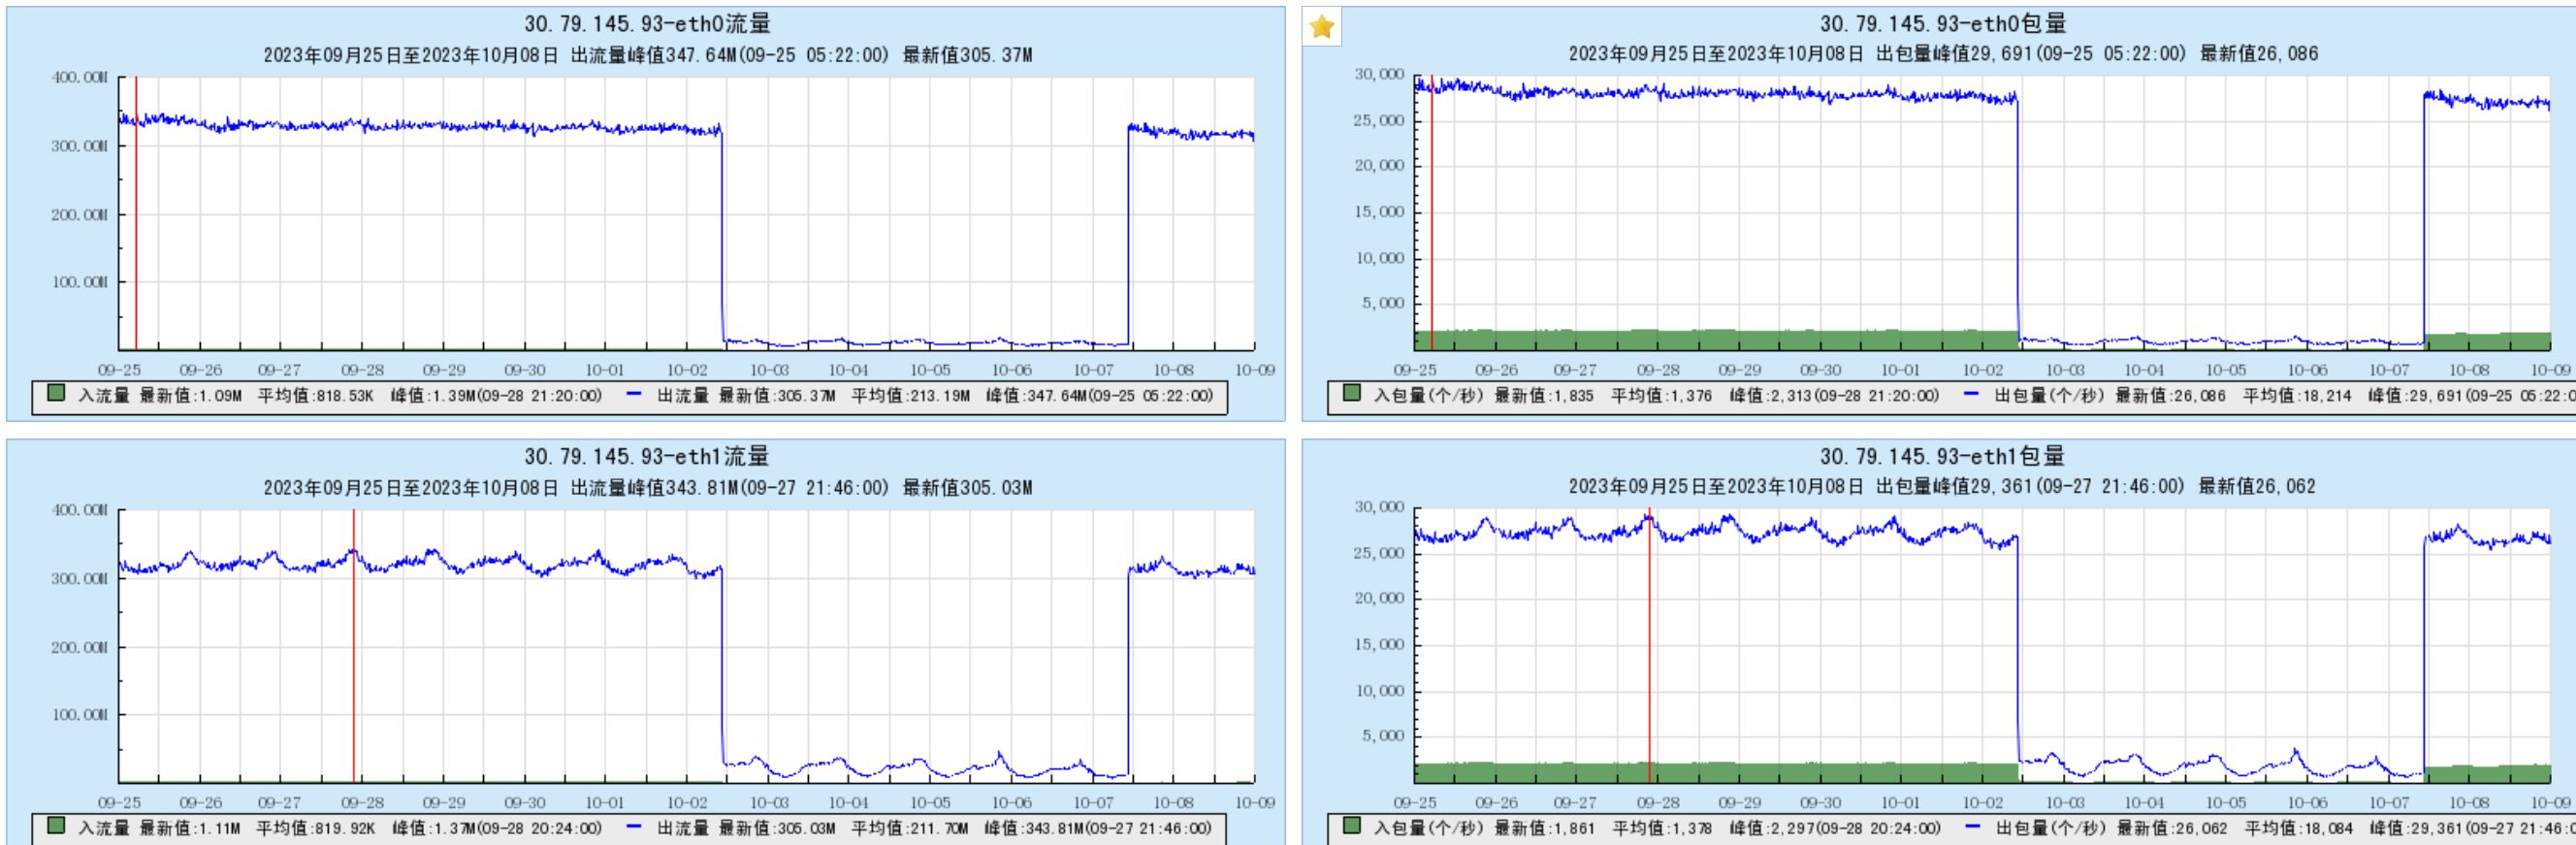 30.79.145.93-eth0流量
2023年09月25日至2023年10月08日 出流量峰值347.64M(09-25 05:22:00) 最新值305.37M
400.00M
300.00M
200.00M
100.00M
09-25 09-26 09-27 09-28 09-29 09-30 10-01 10-02 10-03 10-04 10-05 10-06 10-07 10-08 10-09
入流量 最新值:1.09M 平均值:818.53K 峰值:1.39M(09-28 21:20:00) 出流量 最新值:305.37M 平均值:213.19M 峰值:347.64M(09-25 05:22:00)
30.79.145.93-eth0包量
2023年09月25日至2023年10月08日 出包量峰值29,691(09-25 05:22:00) 最新值26,086
30,000
25,000
20,000
15,000
10,000
5,000
09-25 09-26 09-27 09-28 09-29 09-30 10-01 10-02 10-03 10-04 10-05 10-06 10-07 10-08 10-09
入包量(个/秒) 最新值:1,835 平均值:1,376 峰值:2,313(09-28 21:20:00) 出包量(个/秒) 最新值:26,086 平均值:18,214 峰值:29,691(09-25 05:22:0
30.79.145.93-eth1流量
2023年09月25日至2023年10月08日 出流量峰值343.81M(09-27 21:46:00) 最新值305.03M
400.00M
300.00M
200.00M
100.00M
09-25 09-26 09-27 09-28 09-29 09-30 10-01 10-02 10-03 10-04 10-05 10-06 10-07 10-08 10-09
入流量 最新值:1.11M 平均值:819.92K 峰值:1.37M(09-28 20:24:00) 出流量 最新值:305.03M 平均值:211.70M 峰值:343.81M(09-27 21:46:00)
30.79.145.93-eth1包量
2023年09月25日至2023年10月08日 出包量峰值29,361(09-27 21:46:00) 最新值26,062
30,000
25,000
20,000
15,000
10,000
5,000
09-25 09-26 09-27 09-28 09-29 09-30 10-01 10-02 10-03 10-04 10-05 10-06 10-07 10-08 10-09
入包量(个/秒) 最新值:1,861 平均值:1,378 峰值:2,297(09-28 20:24:00) 出包量(个/秒) 最新值:26,062 平均值:18,084 峰值:29,361(09-27 21:46:0